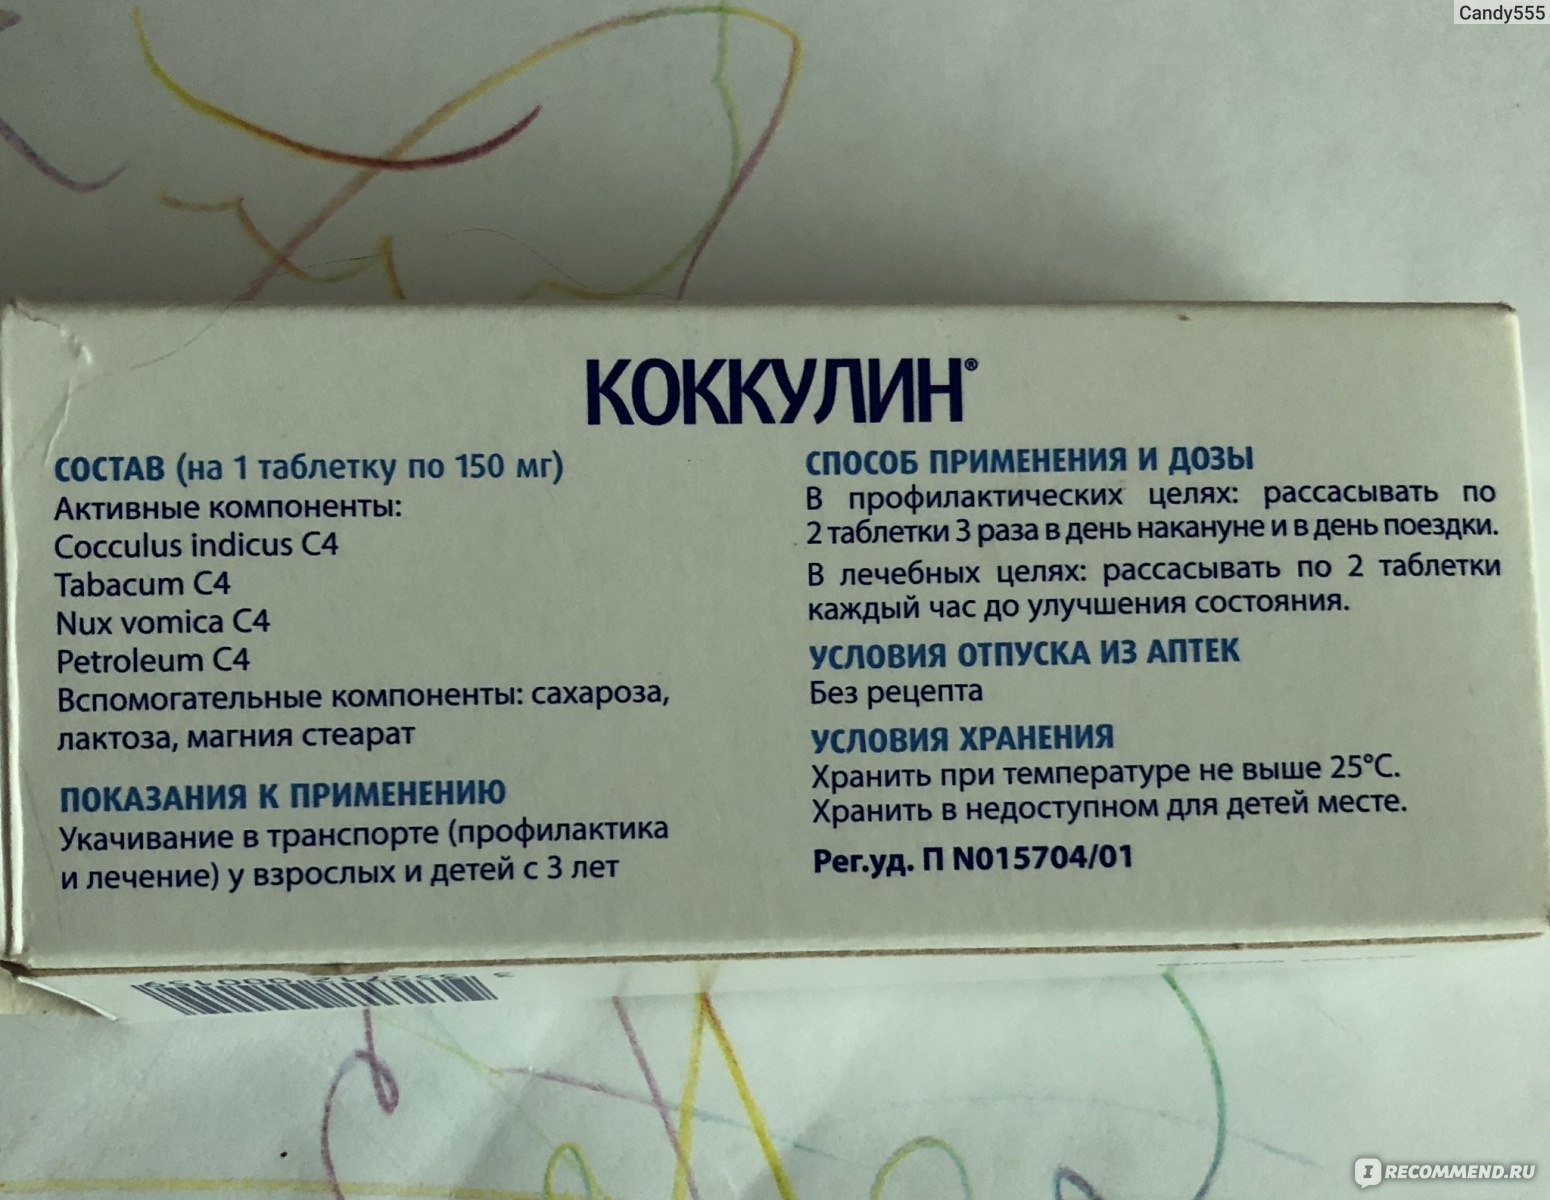 Candy555
КОККУЛИН®
СОСТАВ (на 1 таблетку по 150 мг)
Активные компоненты:
Cocculus indicus C4
Tabacum C4
Nux vomica C4
Petroleum C4
Вспомогательные компоненты: сахароза,
лактоза, магния стеарат
ПОКАЗАНИЯ К ПРИМЕНЕНИЮ
Укачивание в транспорте (профилактика
и лечение) у взрослых и детей с 3 лет
СПОСОБ ПРИМЕНЕНИЯ И ДОЗЫ
В профилактических целях: рассасывать по
2 таблетки 3 раза в день накануне и в день поездки.
В лечебных целях: рассасывать по 2 таблетки
каждый час до улучшения состояния.
УСЛОВИЯ ОТПУСКА ИЗ АПТЕК
Без рецепта
УСЛОВИЯ ХРАНЕНИЯ
Хранить при температуре не выше 25°С.
Хранить в недоступном для детей месте.
Рег.уд. П N015704/01
IRECOMMEND.RU